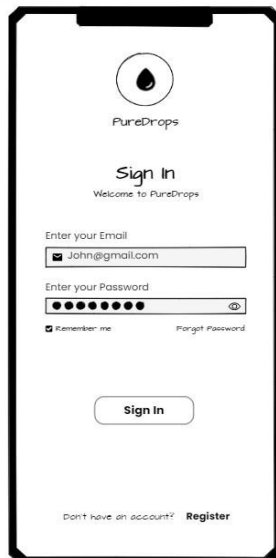 PureDrops
Sign In
Welcome to PureDrops
Enter your Email
John@gmail.com
Enter your Password
Remember me Forgot Password
Sign In
Don't have an account? Register